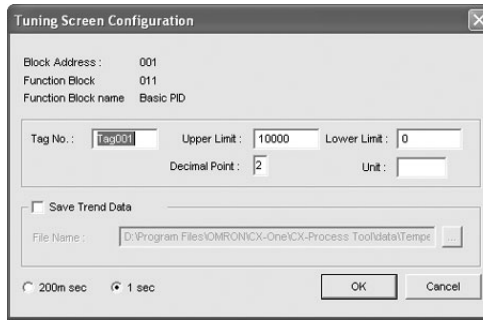 Tuning Screen Configuration
Block Address : 001
Function Block 011
Function Block name Basic PID
Tag No. : Tag001 Upper Limit : 10000 Lower Limit : 0
Decimal Point : 2 Unit :
Save Trend Data
File Name : D:\Program Files\OMRON\CX-One\CX-Process Tool\data\Tempe ...
200m sec 1 sec OK Cancel